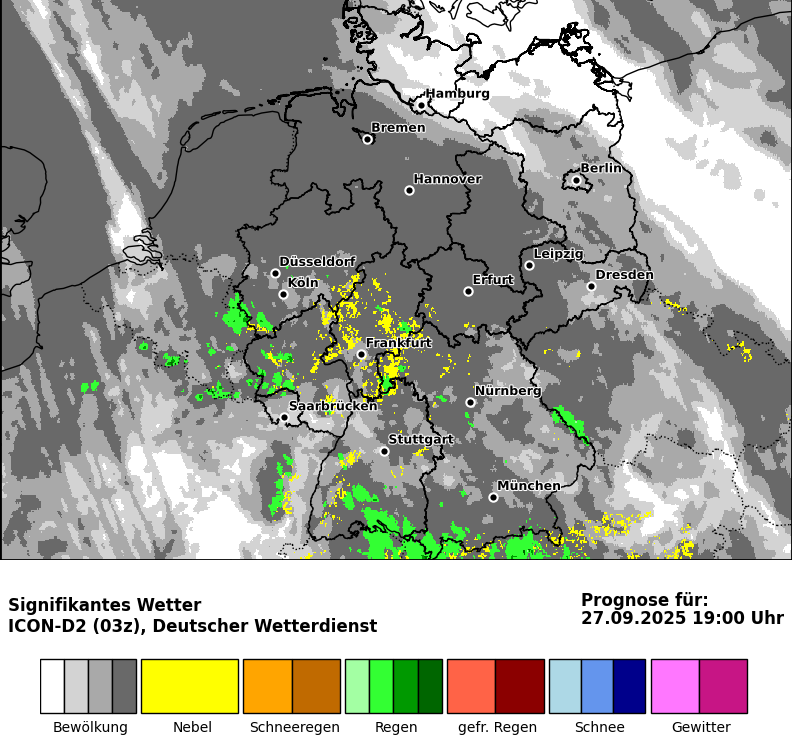 Hamburg
Bremen
Berlin
Hannover
Leipzig
Düsseldorf
Dresden
Köln
Erfurt
Frankfurt
Nürnberg
Saarbrücken
Stuttgart
München
Signifikantes Wetter
ICON-D2 (03z), Deutscher Wetterdienst
Prognose für:
27.09.2025 19:00 Uhr
Bewölkung Nebel Schneeregen Regen gefr. Regen Schnee Gewitter